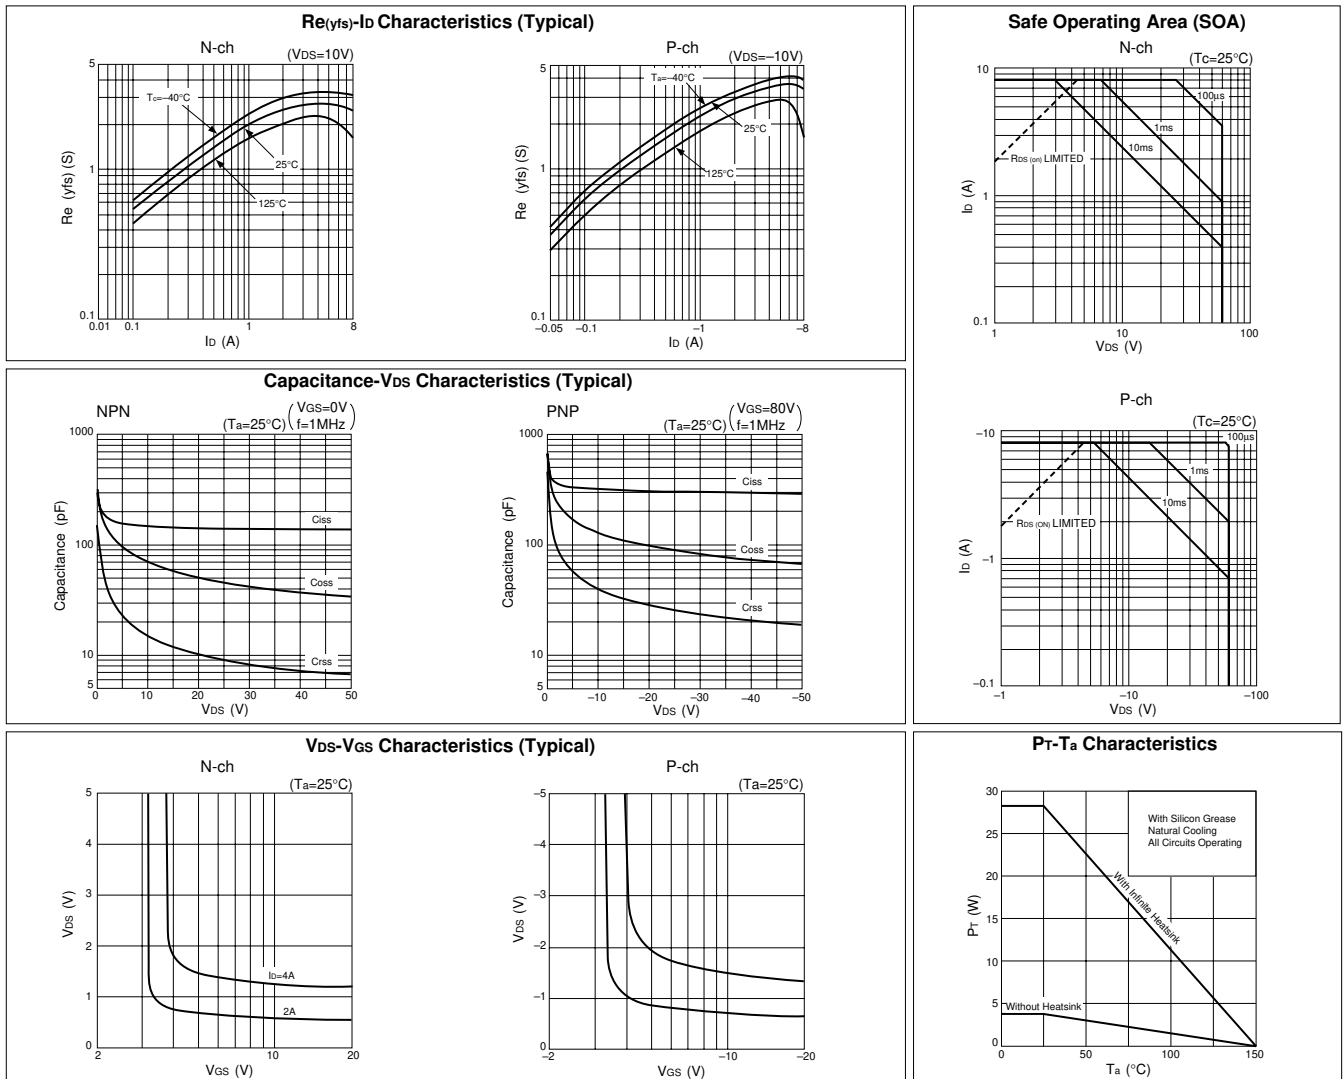 Re(yfs)-ID Characteristics (Typical)
N-ch
(VDS=10V)
5
Tc=–40°C
25°C
125°C
1
0.1
Re (yfs) (S)
0.01 0.1 1 8
ID (A)
P-ch
(VDS=–10V)
5
Ta=–40°C
25°C
125°C
1
0.1
Re (yfs) (S)
–0.05 –0.1 –1 –8
ID (A)
Safe Operating Area (SOA)
N-ch
(Tc=25°C)
10
100µs
1ms
10ms
RDS (on) LIMITED
1
0.1
ID (A)
1 10 100
VDS (V)
P-ch
(Tc=25°C)
–10
100µs
1ms
10ms
RDS (ON) LIMITED
–1
–0.1
ID (A)
–1 –10 –100
VDS (V)
Capacitance-VDS Characteristics (Typical)
NPN
(Ta=25°C) (VGS=0V
f=1MHz)
1000
Ciss
100
Coss
Crss
10
5
Capacitance (pF)
0 10 20 30 40 50
VDS (V)
PNP
(Ta=25°C) (VGS=80V
f=1MHz)
1000
Ciss
100
Coss
Crss
10
5
Capacitance (pF)
0 –10 –20 –30 –40 –50
VDS (V)
VDS-VGS Characteristics (Typical)
N-ch
(Ta=25°C)
5
4
3
2
1
0
ID=4A
2A
VDS (V)
2 10 20
VGS (V)
P-ch
(Ta=25°C)
–5
–4
–3
–2
–1
0
VDS (V)
–2 –10 –20
VGS (V)
PT-Ta Characteristics
30
25
20
15
10
5
0
With Silicon Grease
Natural Cooling
All Circuits Operating
With Infinite Heatsink
Without Heatsink
PT (W)
0 50 100 150
Ta (°C)